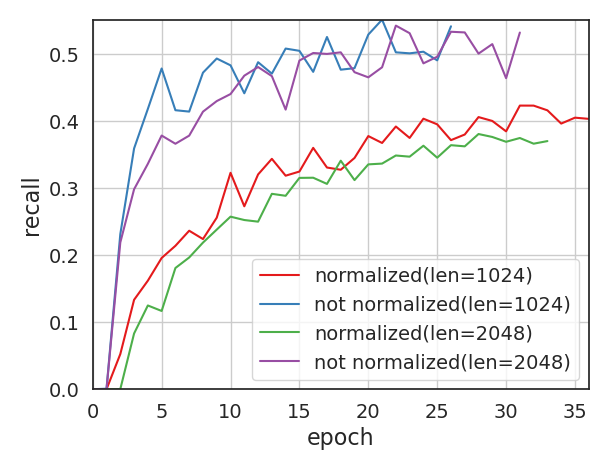 recall
0.5
0.4
0.3
0.2
0.1
0.0
0 5 10 15 20 25 30 35
epoch
normalized(len=1024)
not normalized(len=1024)
normalized(len=2048)
not normalized(len=2048)